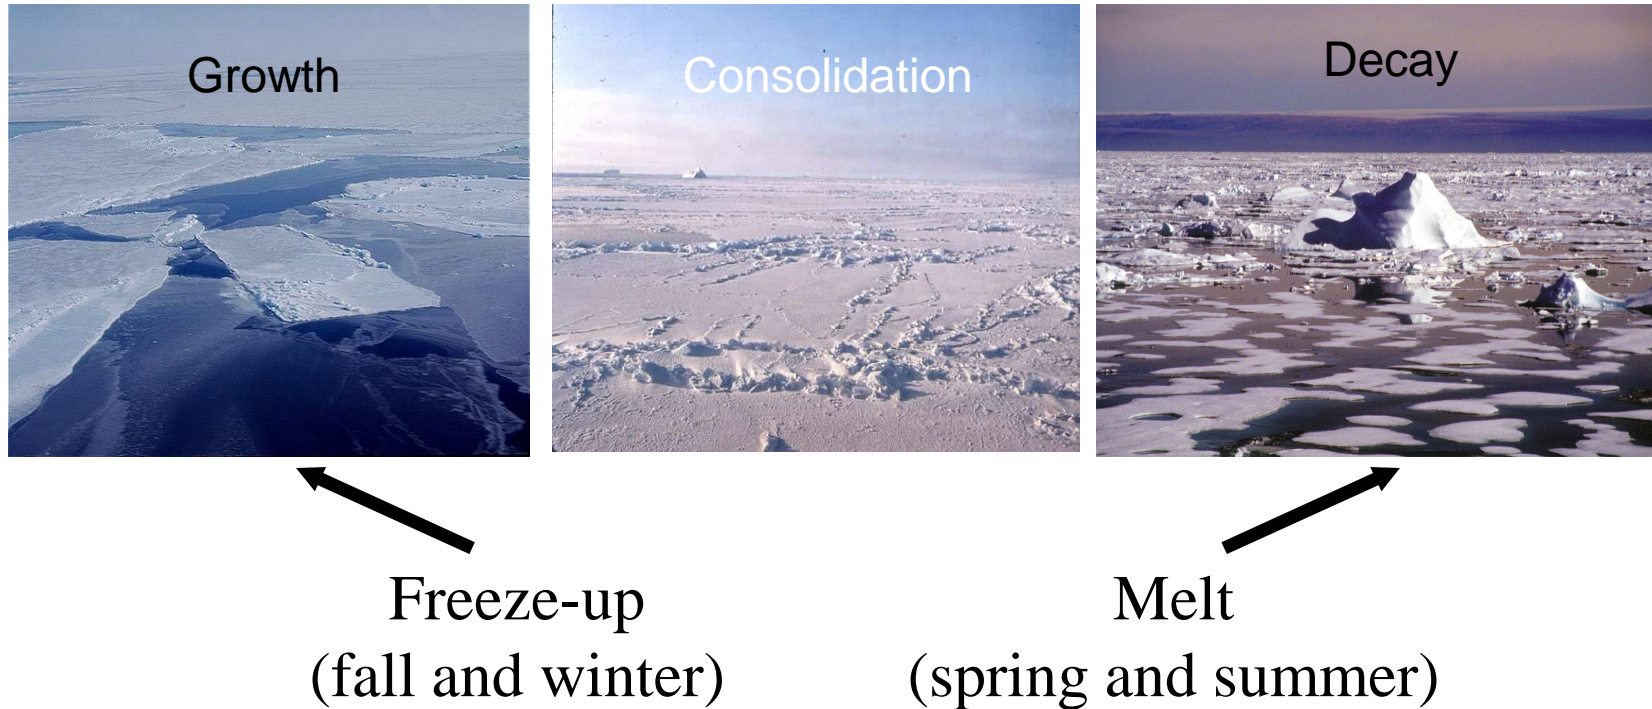 Growth
Consolidation
Decay
Freeze-up
(fall and winter)
Melt
(spring and summer)